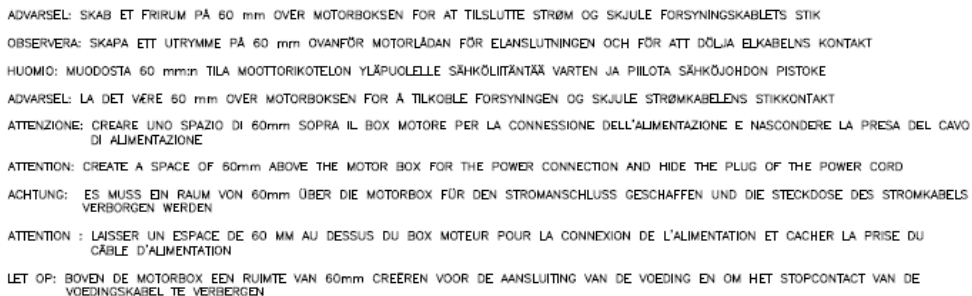 ADVARSEL: SKAB ET FRIRUM PÅ 60 mm OVER MOTORBOKSEN FOR AT TILSLUTTE STRØM OG SKJULE FORSYNINGSKABLETS STIK
OBSERVERA: SKAPA ETT UTRYMME PÅ 60 mm OVANFÖR MOTORLÅDAN FÖR ELANSLUTNINGEN OCH FÖR ATT DÖLJA ELKABELNS KONTAKT
HUOMIO: MUODOSTA 60 mm:n TILA MOOTTORIKOTELON YLÄPUOLELLE SÄHKÖLIITÄNTÄÄ VARTEN JA PIILOTA SÄHKÖJOHDON PISTOKE
ADVARSEL: LA DET VÆRE 60 mm OVER MOTORBOKSEN FOR Å TILKOBLE FORSYNINGEN OG SKJULE STRØMKABELENS STIKKONTAKT
ATTENZIONE: CREARE UNO SPAZIO DI 60mm SOPRA IL BOX MOTORE PER LA CONNESSIONE DELL'ALIMENTAZIONE E NASCONDERE LA PRESA DEL CAVO
DI ALIMENTAZIONE
ATTENTION: CREATE A SPACE OF 60mm ABOVE THE MOTOR BOX FOR THE POWER CONNECTION AND HIDE THE PLUG OF THE POWER CORD
ACHTUNG: ES MUSS EIN RAUM VON 60mm ÜBER DIE MOTORBOX FÜR DEN STROMANSCHLUSS GESCHAFFEN UND DIE STECKDOSE DES STROMKABELS
VERBORGEN WERDEN
ATTENTION : LAISSER UN ESPACE DE 60 MM AU DESSUS DU BOX MOTEUR POUR LA CONNEXION DE L'ALIMENTATION ET CACHER LA PRISE DU
CÂBLE D'ALIMENTATION
LET OP: BOVEN DE MOTORBOX EEN RUIMTE VAN 60mm CREËREN VOOR DE AANSLUITING VAN DE VOEDING EN OM HET STOPCONTACT VAN DE
VOEDINGSKABEL TE VERBERGEN